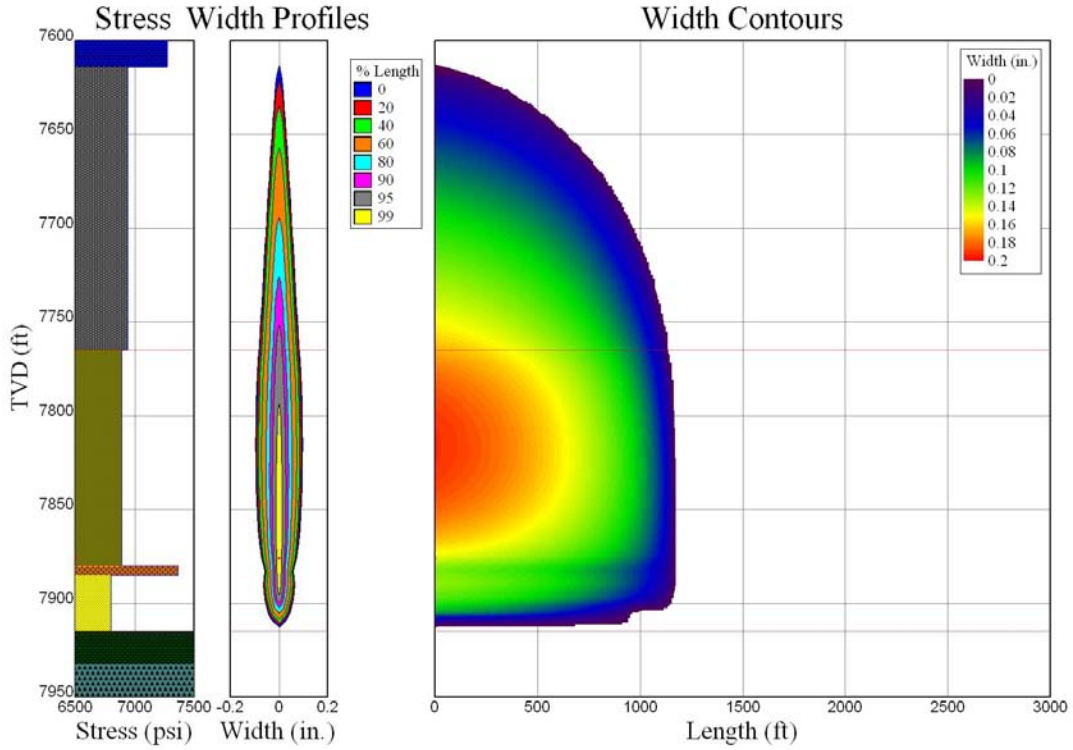 Stress Width Profiles Width Contours
TVD (ft)
7600
7650
7700
7750
7800
7850
7900
7950
6500 7000 7500
Stress (psi)
% Length
0
20
40
60
80
90
95
99
-0.2 0 0.2
Width (in.)
Width (in.)
0
0.02
0.04
0.06
0.08
0.1
0.12
0.14
0.16
0.18
0.2
0 500 1000 1500 2000 2500 3000
Length (ft)